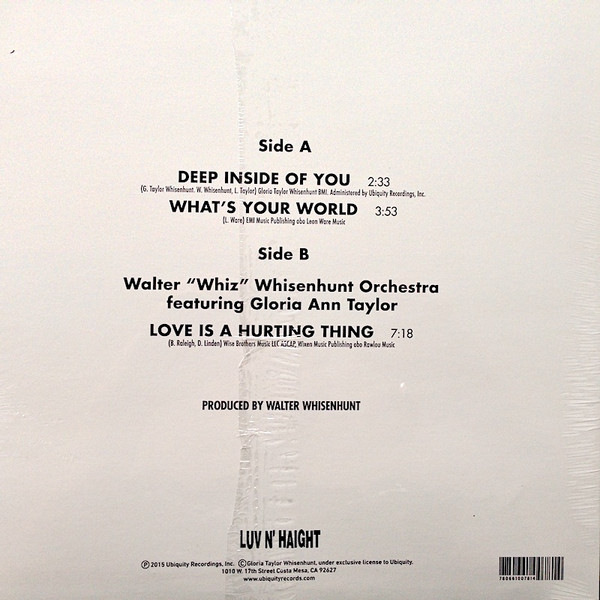 Side A
DEEP INSIDE OF YOU 2:33
(G. Taylor Whisenhunt. W. Whisenhunt, L. Taylor) Gloria Taylor Whisenhunt BMI. Administered by Ubiquity Recordings, Inc.
WHAT'S YOUR WORLD 3:53
(L. Ware) EMI Music Publishing obo Leon Ware Music
Side B
Walter "Whiz" Whisenhunt Orchestra
featuring Gloria Ann Taylor
LOVE IS A HURTING THING 7:18
(B. Raleigh, D. Linden) Wise Brothers Music LLC ASCAP, Wixen Music Publishing obo Rawlou Music
PRODUCED BY WALTER WHISENHUNT
LUV N' HAIGHT
℗ 2015 Ubiquity Recordings, Inc. © Gloria Taylor Whisenhunt, under exclusive license to Ubiquity.
1010 W. 17th Street Costa Mesa, CA 92627
www.ubiquityrecords.com